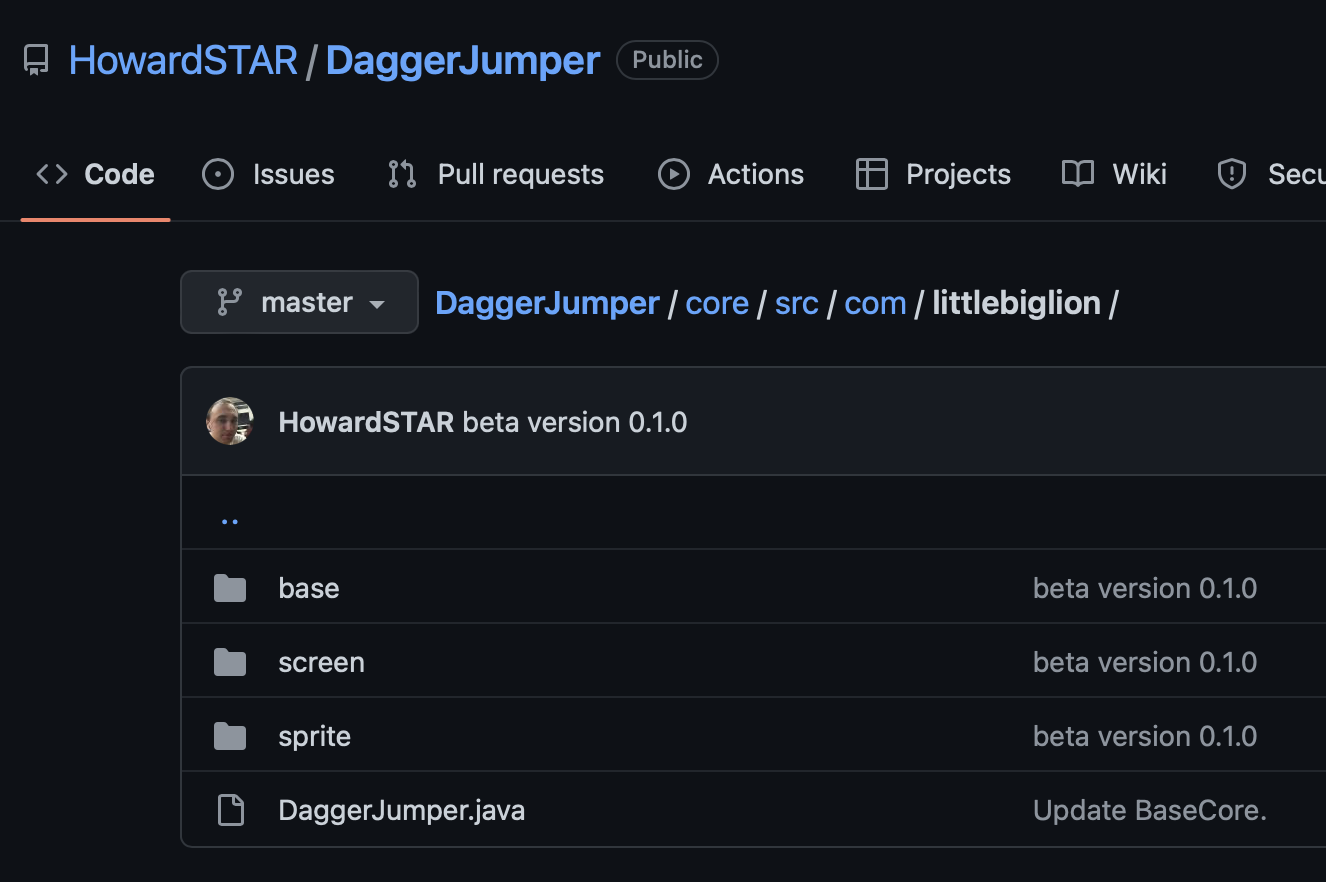 HowardSTAR / DaggerJumper Public
Code Issues Pull requests Actions Projects Wiki Secu
master DaggerJumper / core / src / com / littlebiglion /
HowardSTAR beta version 0.1.0
..
base beta version 0.1.0
screen beta version 0.1.0
sprite beta version 0.1.0
DaggerJumper.java Update BaseCore.